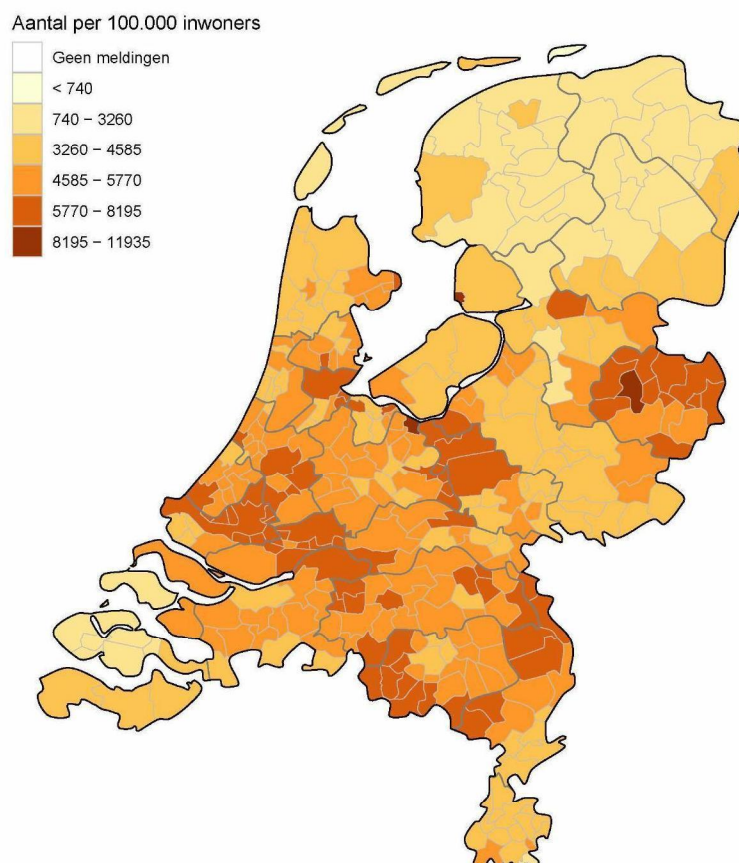 Aantal per 100.000 inwoners
Geen meldingen
< 740
740 – 3260
3260 – 4585
4585 – 5770
5770 – 8195
8195 – 11935